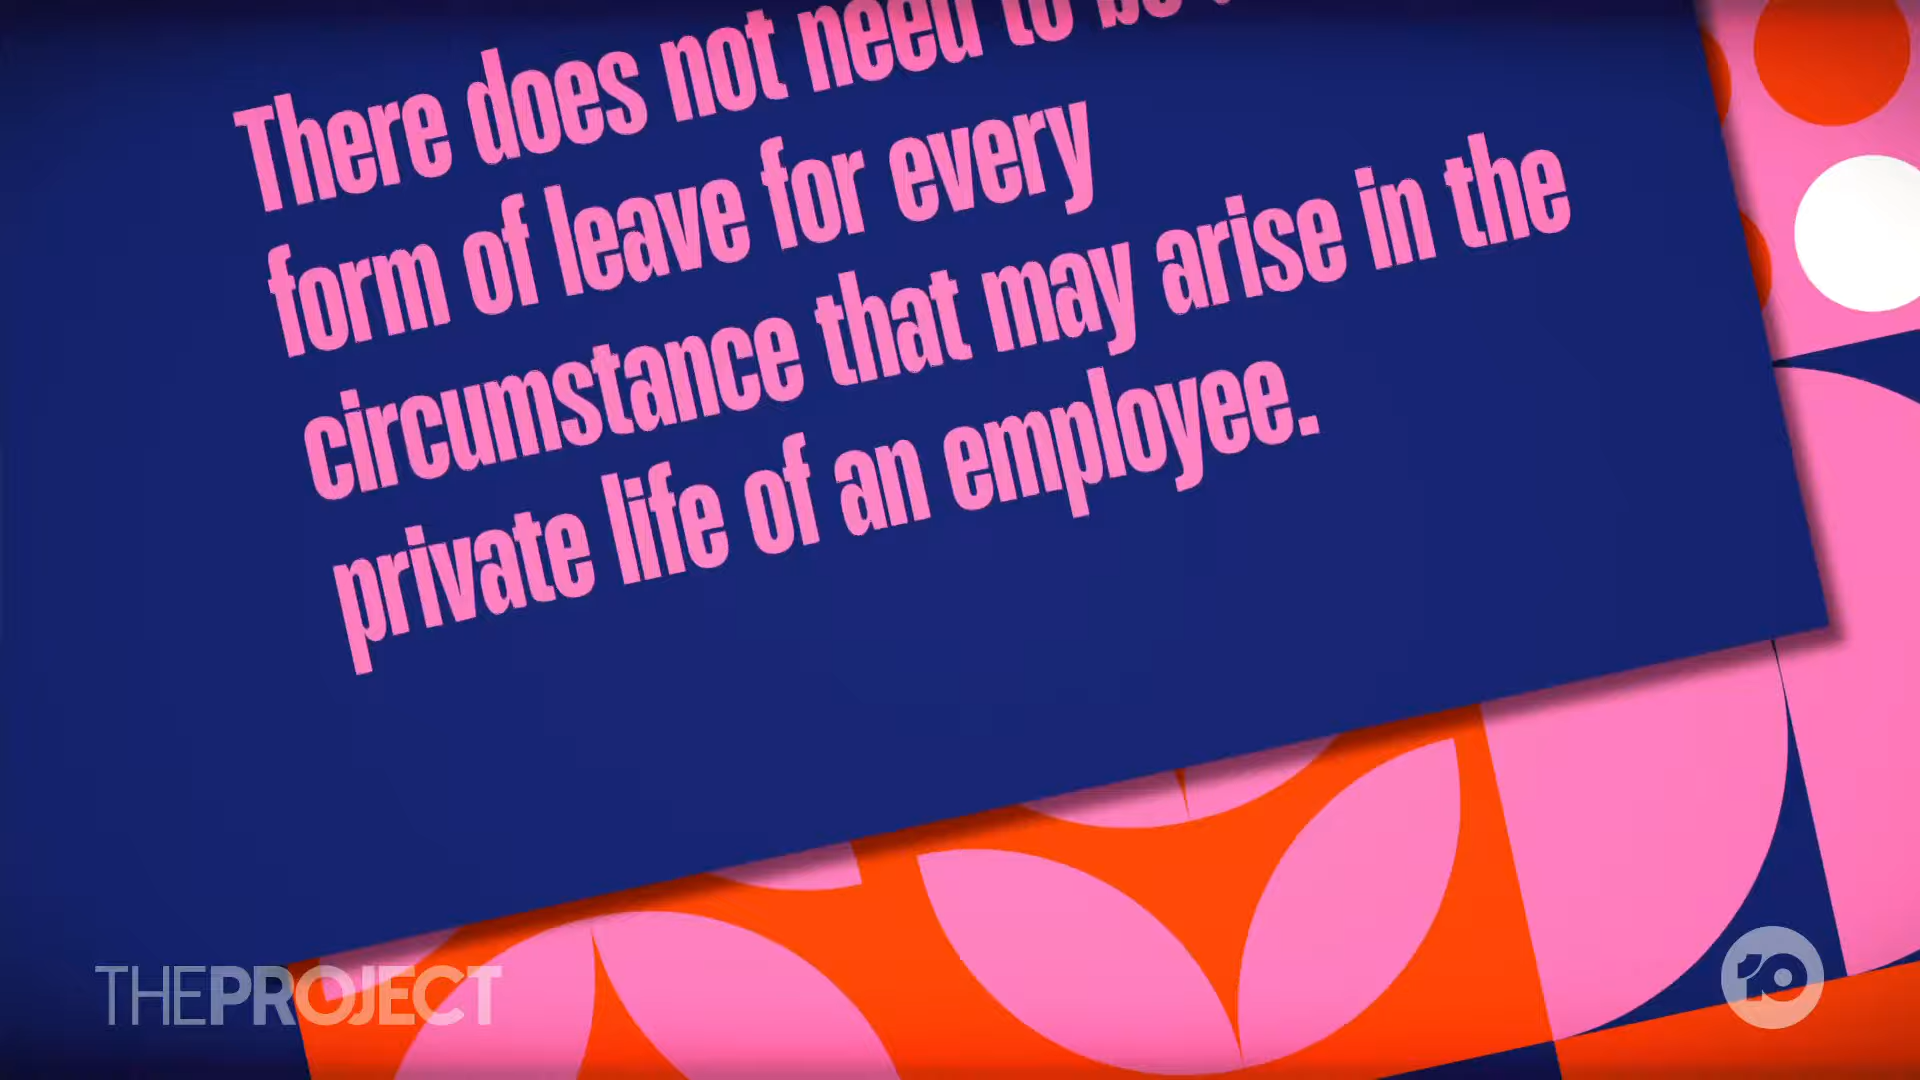 There does not need to be
form of leave for every
circumstance that may arise in the
private life of an employee.
THEPROJECT
10